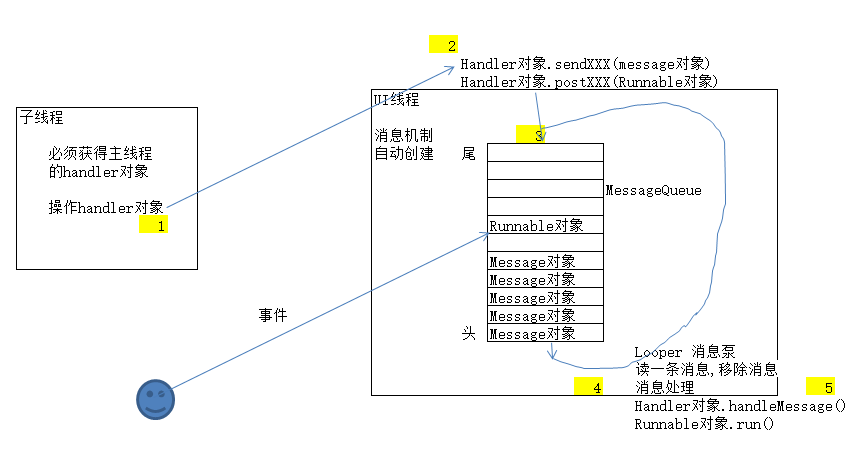 2
Handler对象.sendXXX(message对象)
Handler对象.postXXX(Runnable对象)
UI线程
子线程
消息机制
自动创建
3
尾
必须获得主线程
的handler对象
MessageQueue
操作handler对象
1
Runnable对象
Message对象
Message对象
Message对象
事件
Message对象
头
Message对象
Looper 消息泵
读一条消息,移除消息
消息处理
4
5
Handler对象.handleMessage()
Runnable对象.run()